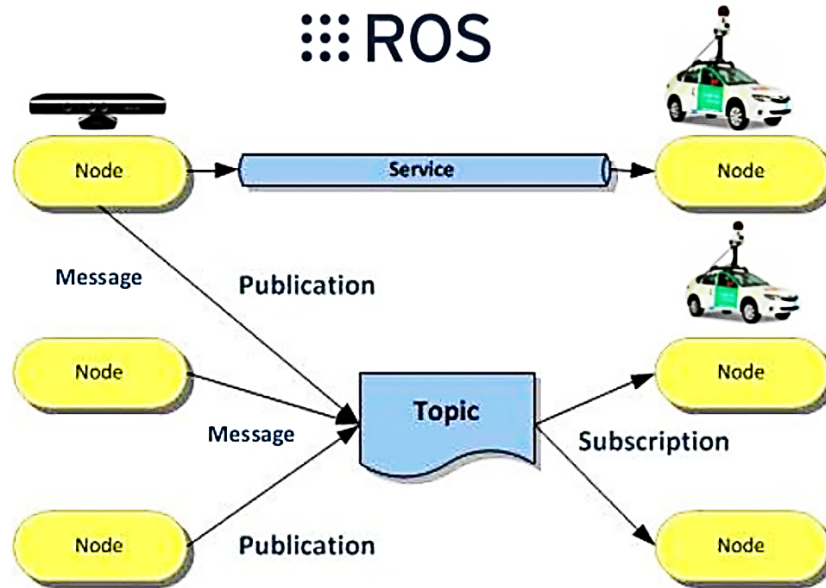 ROS
Node
Service
Node
Message
Publication
Node
Topic
Node
Message
Subscription
Node
Publication
Node